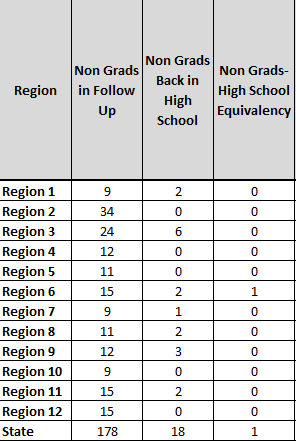 Region
Non Grads
in Follow
Up
Non Grads
Back in
High
School
Non Grads-
High School
Equivalency
Region 1 9 2 0
Region 2 34 0 0
Region 3 24 6 0
Region 4 12 0 0
Region 5 11 0 0
Region 6 15 2 1
Region 7 9 1 0
Region 8 11 2 0
Region 9 12 3 0
Region 10 9 0 0
Region 11 15 2 0
Region 12 15 0 0
State 178 18 1